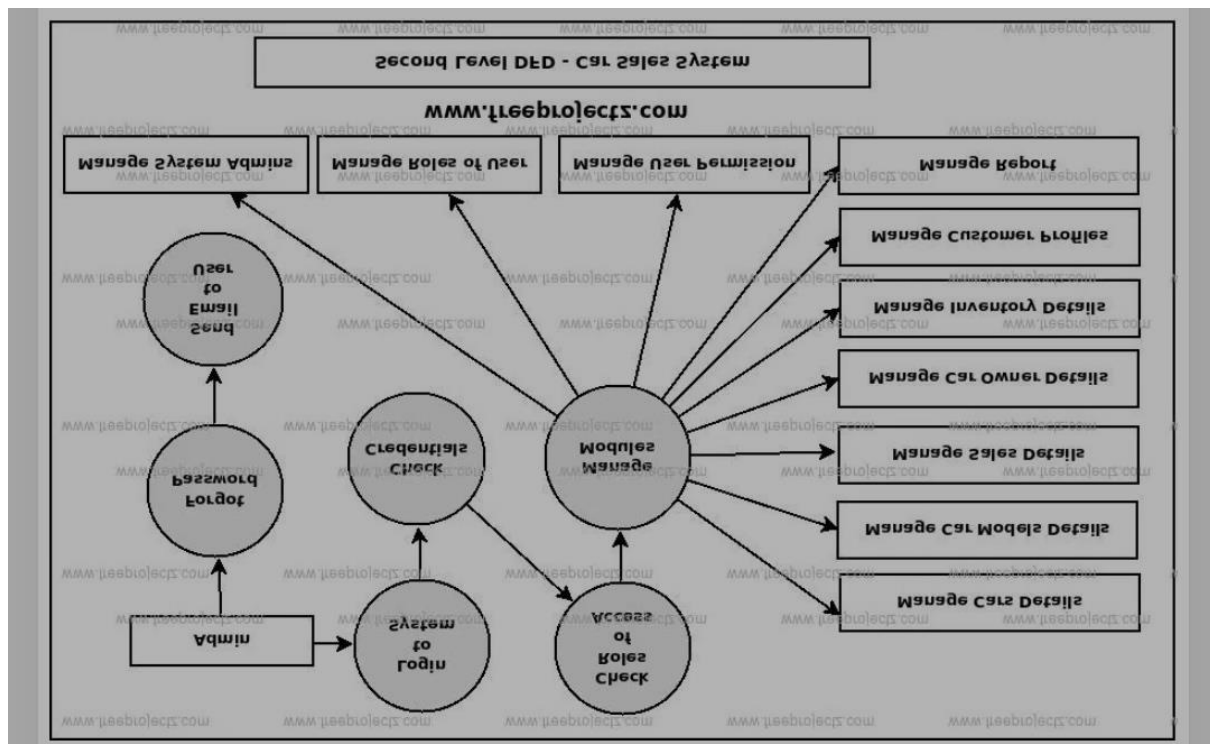 Manage Cars Details
Admin
Login
to
System
Check
Roles
of
Access
Manage Car Models Details
Forgot
Password
Check
Credentials
Manage
Modules
Manage Sales Details
Manage Car Owner Details
Send
Email
to
User
Manage Inventory Details
Manage Customer Profiles
Manage System Admins
Manage Roles of User
Manage User Permission
Manage Report
www.freeprojectz.com
Second Level DFD - Car Sales System